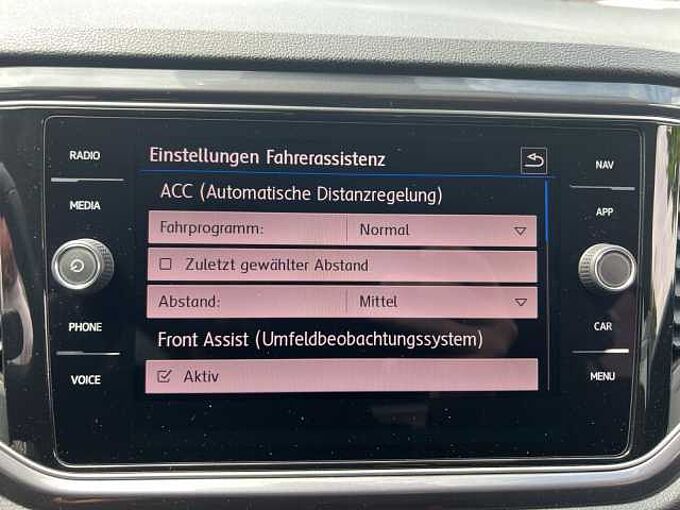 RADIO
MEDIA
PHONE
VOICE
Einstellungen Fahrerassistenz
ACC (Automatische Distanzregelung)
Fahrprogramm: Normal
Zuletzt gewählter Abstand
Abstand: Mittel
Front Assist (Umfeldbeobachtungssystem)
Aktiv
NAV
APP
CAR
MENU